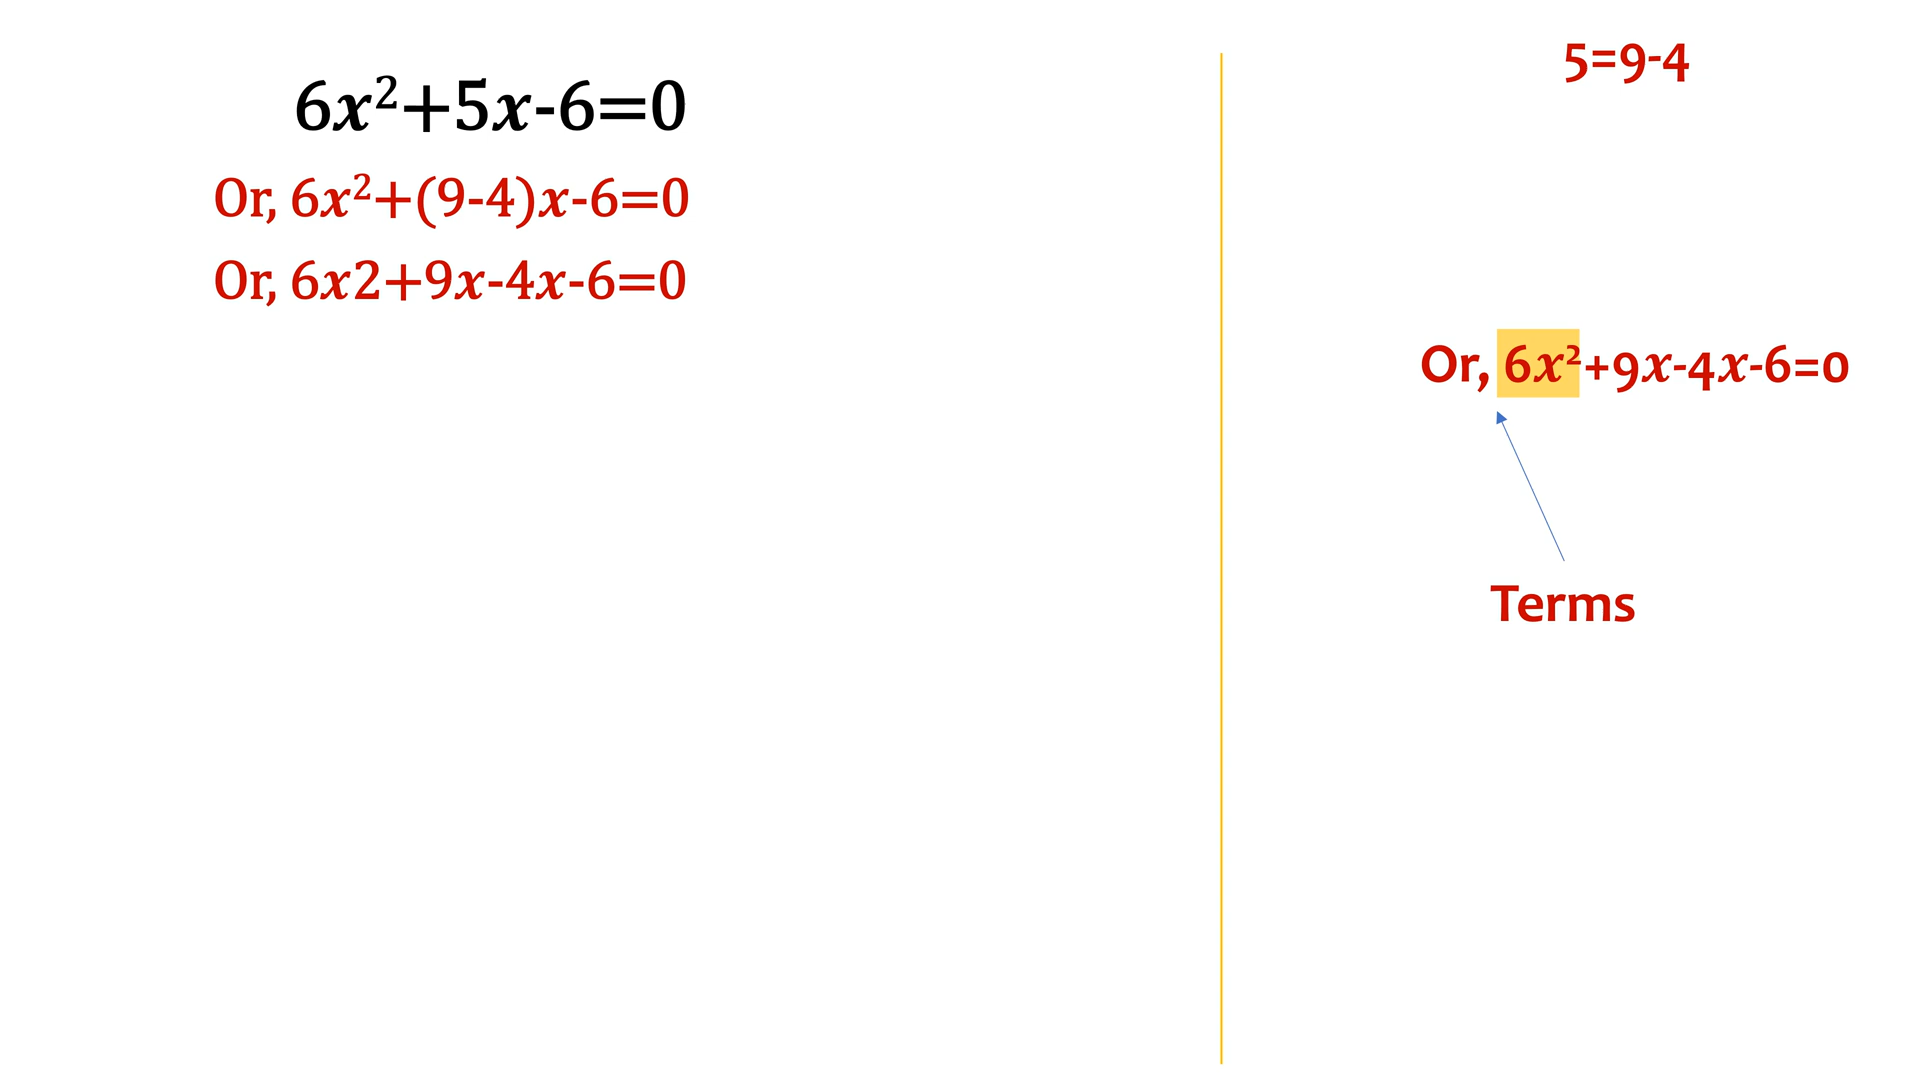 6x²+5x-6=0
Or, 6x²+(9-4)x-6=0
Or, 6x2+9x-4x-6=0
5=9-4
Or, 6x²+9x-4x-6=0
Terms